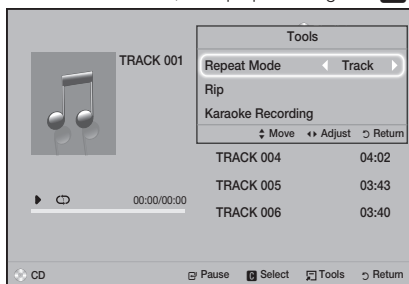 Tools
TRACK 001
Repeat Mode Track
Rip
Karaoke Recording
Move Adjust Return
TRACK 004 04:02
TRACK 005 03:43
00:00/00:00
TRACK 006 03:40
CD Pause C Select Tools Return